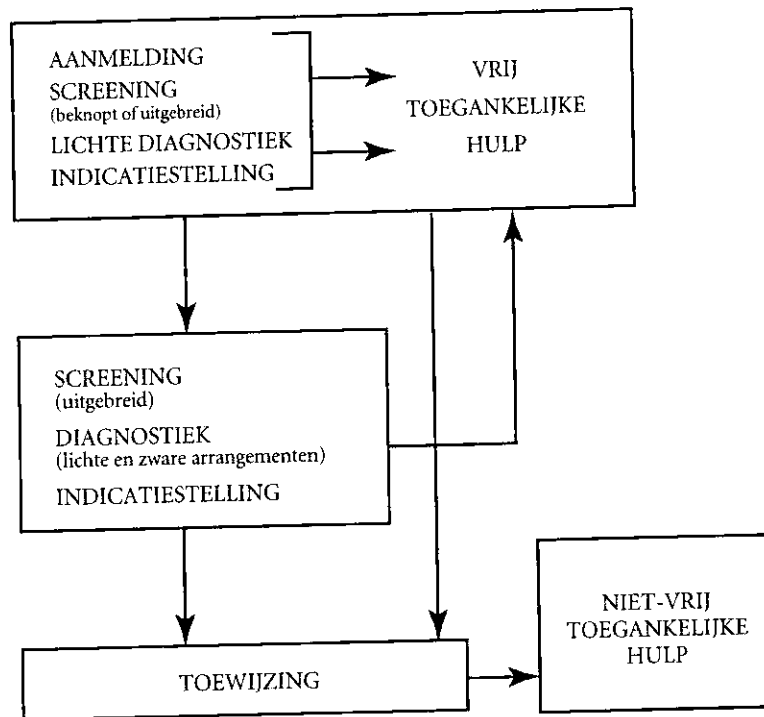 AANMELDING
SCREENING
(beknopt of uitgebreid)
LICHTE DIAGNOSTIEK
INDICATIESTELLING
VRIJ
TOEGANKELIJKE
HULP
SCREENING
(uitgebreid)
DIAGNOSTIEK
(lichte en zware arrangementen)
INDICATIESTELLING
TOEWIJZING
NIET-VRIJ
TOEGANKELIJKE
HULP